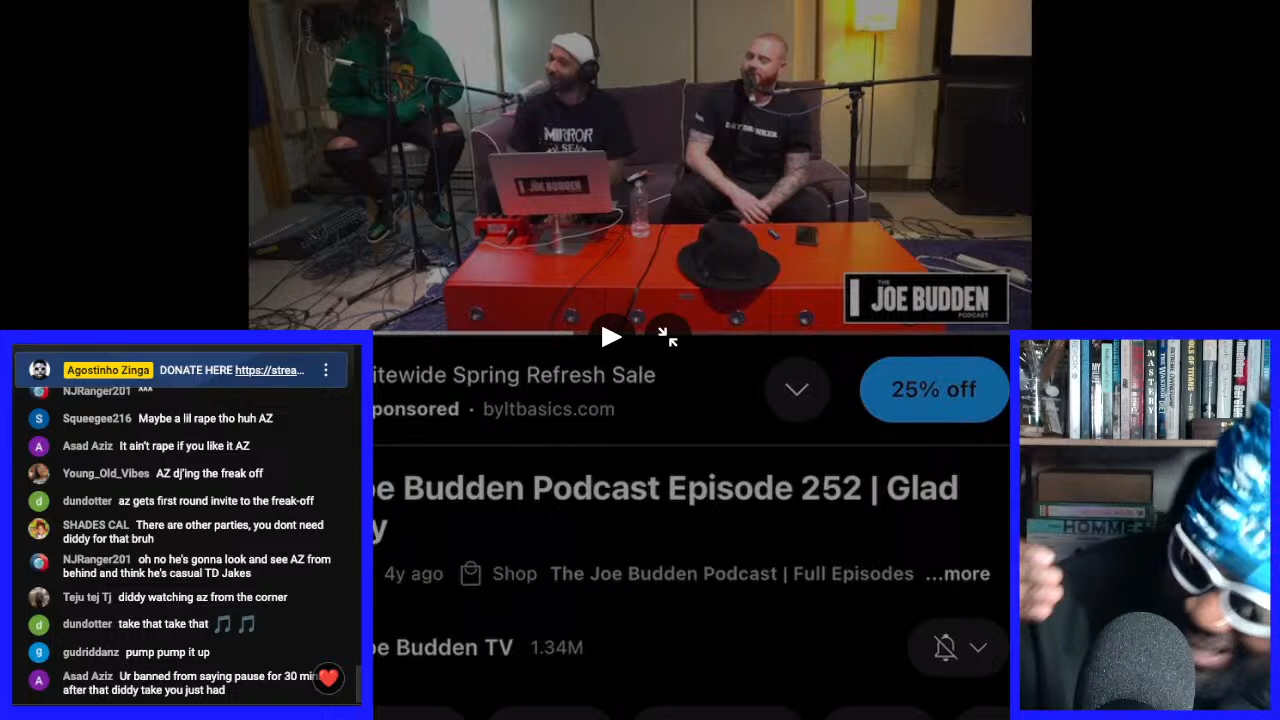 MIRROR
DAYDRINKER
JOE BUDDEN
THE
JOE BUDDEN
PODCAST
itewide Spring Refresh Sale
ponsored · byltbasics.com
25% off
oe Budden Podcast Episode 252 | Glad
y
4y ago Shop The Joe Budden Podcast | Full Episodes ...more
oe Budden TV 1.34M
Agostinho Zinga DONATE HERE https://strea...
NJRanger201 ^^^
Squeegee216 Maybe a lil rape tho huh AZ
Asad Aziz It ain't rape if you like it AZ
Young_Old_Vibes AZ dj'ing the freak off
dundotter az gets first round invite to the freak-off
SHADES CAL There are other parties, you dont need
diddy for that bruh
NJRanger201 oh no he's gonna look and see AZ from
behind and think he's casual TD Jakes
Teju tej Tj diddy watching az from the corner
dundotter take that take that
gudriddanz pump pump it up
Asad Aziz Ur banned from saying pause for 30 min
after that diddy take you just had
MASTERY
HOMME